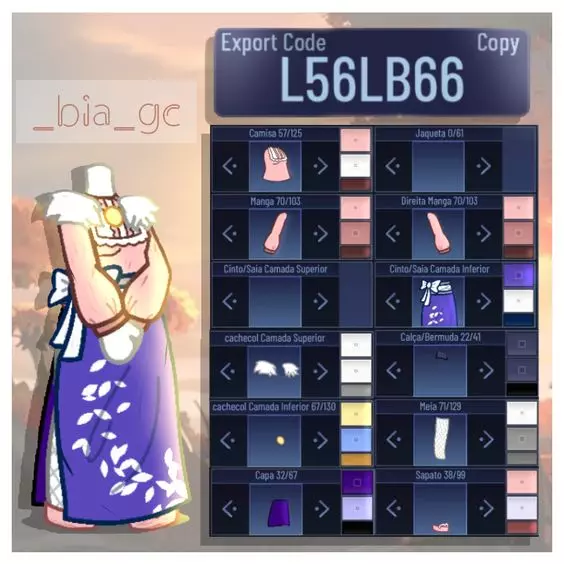 Export Code
Copy
L56LB66
_bia_gc
Camisa 57/125
Jaqueta 0/61
Manga 70/103
Direita Manga 70/103
Cinto/Saia Camada Superior
Cinto/Saia Camada Inferior
cachecol Camada Superior
Calça/Bermuda 22/41
cachecol Camada Inferior 67/130
Meia 71/129
Capa 32/67
Sapato 38/99